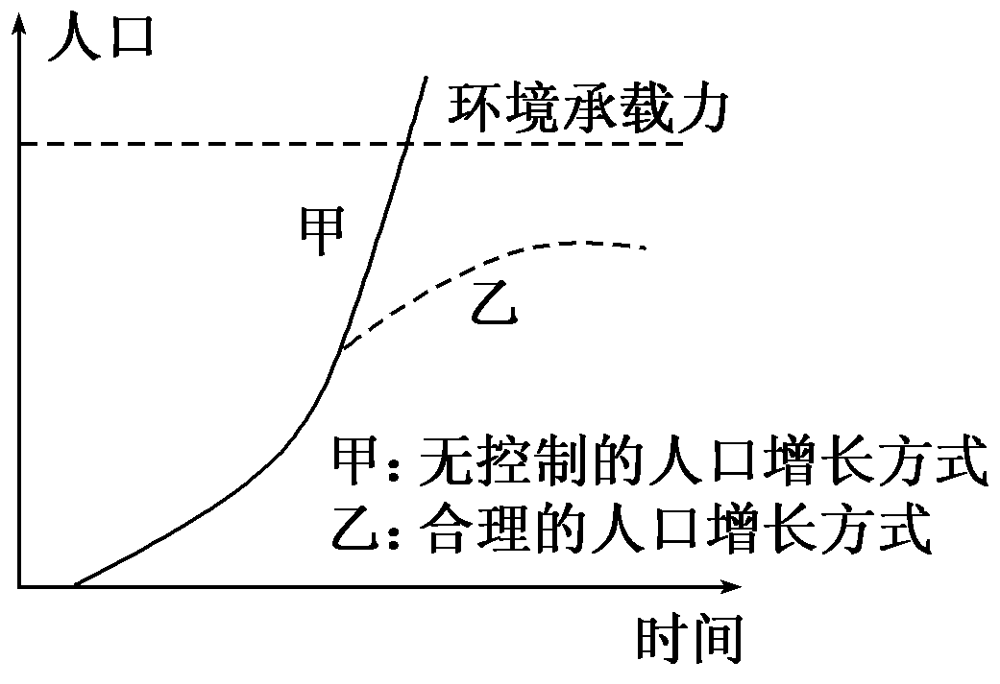 人口
环境承载力
甲
乙
甲：无控制的人口增长方式
乙：合理的人口增长方式
时间